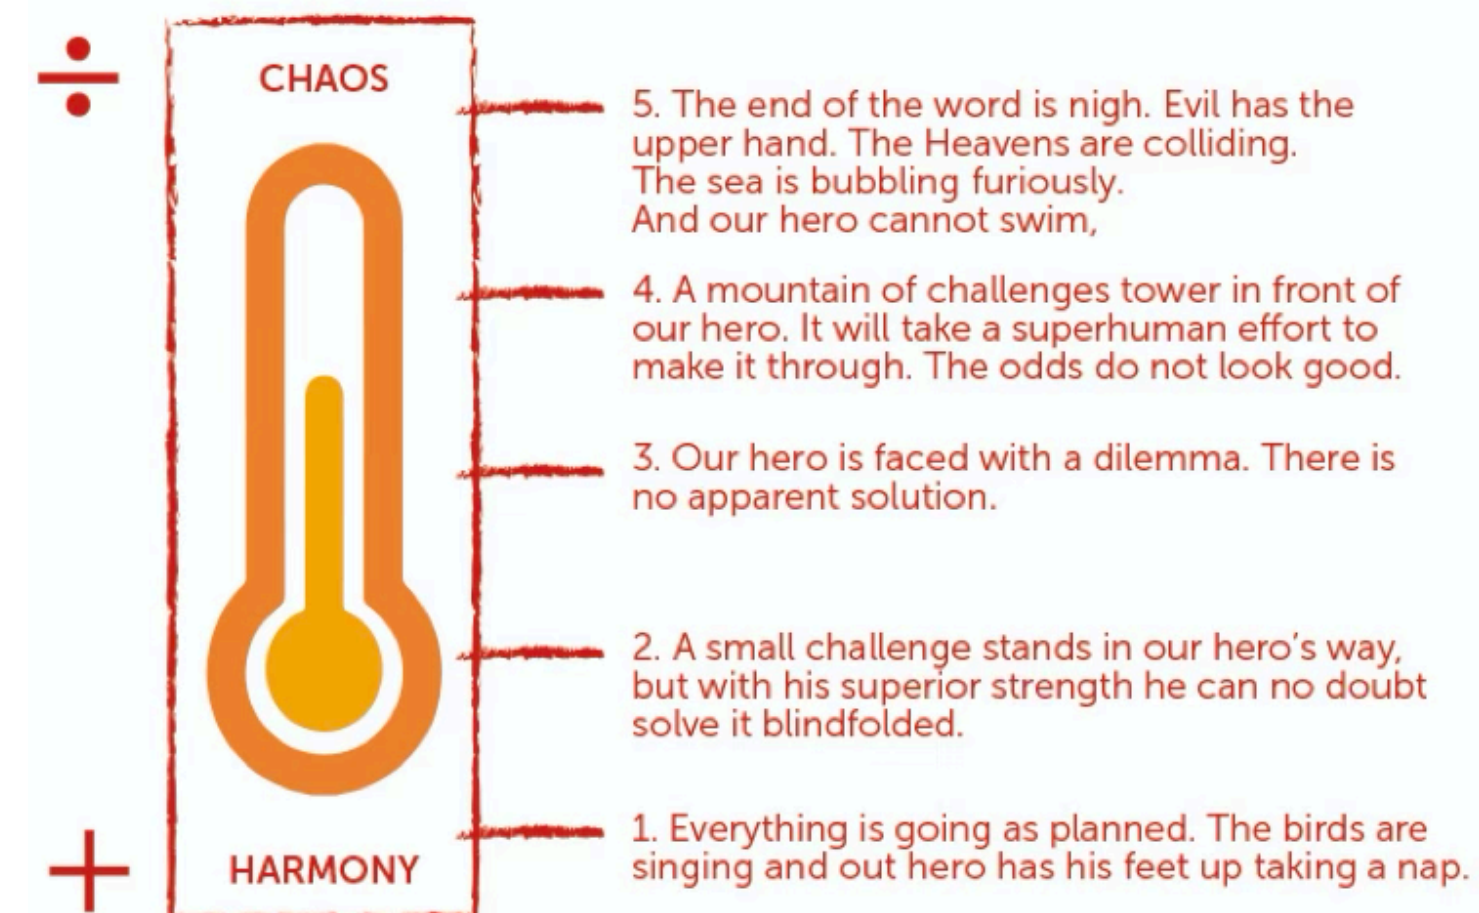 ÷
CHAOS
5. The end of the word is nigh. Evil has the
upper hand. The Heavens are colliding.
The sea is bubbling furiously.
And our hero cannot swim,
4. A mountain of challenges tower in front of
our hero. It will take a superhuman effort to
make it through. The odds do not look good.
3. Our hero is faced with a dilemma. There is
no apparent solution.
2. A small challenge stands in our hero’s way,
but with his superior strength he can no doubt
solve it blindfolded.
1. Everything is going as planned. The birds are
singing and out hero has his feet up taking a nap.
+
HARMONY